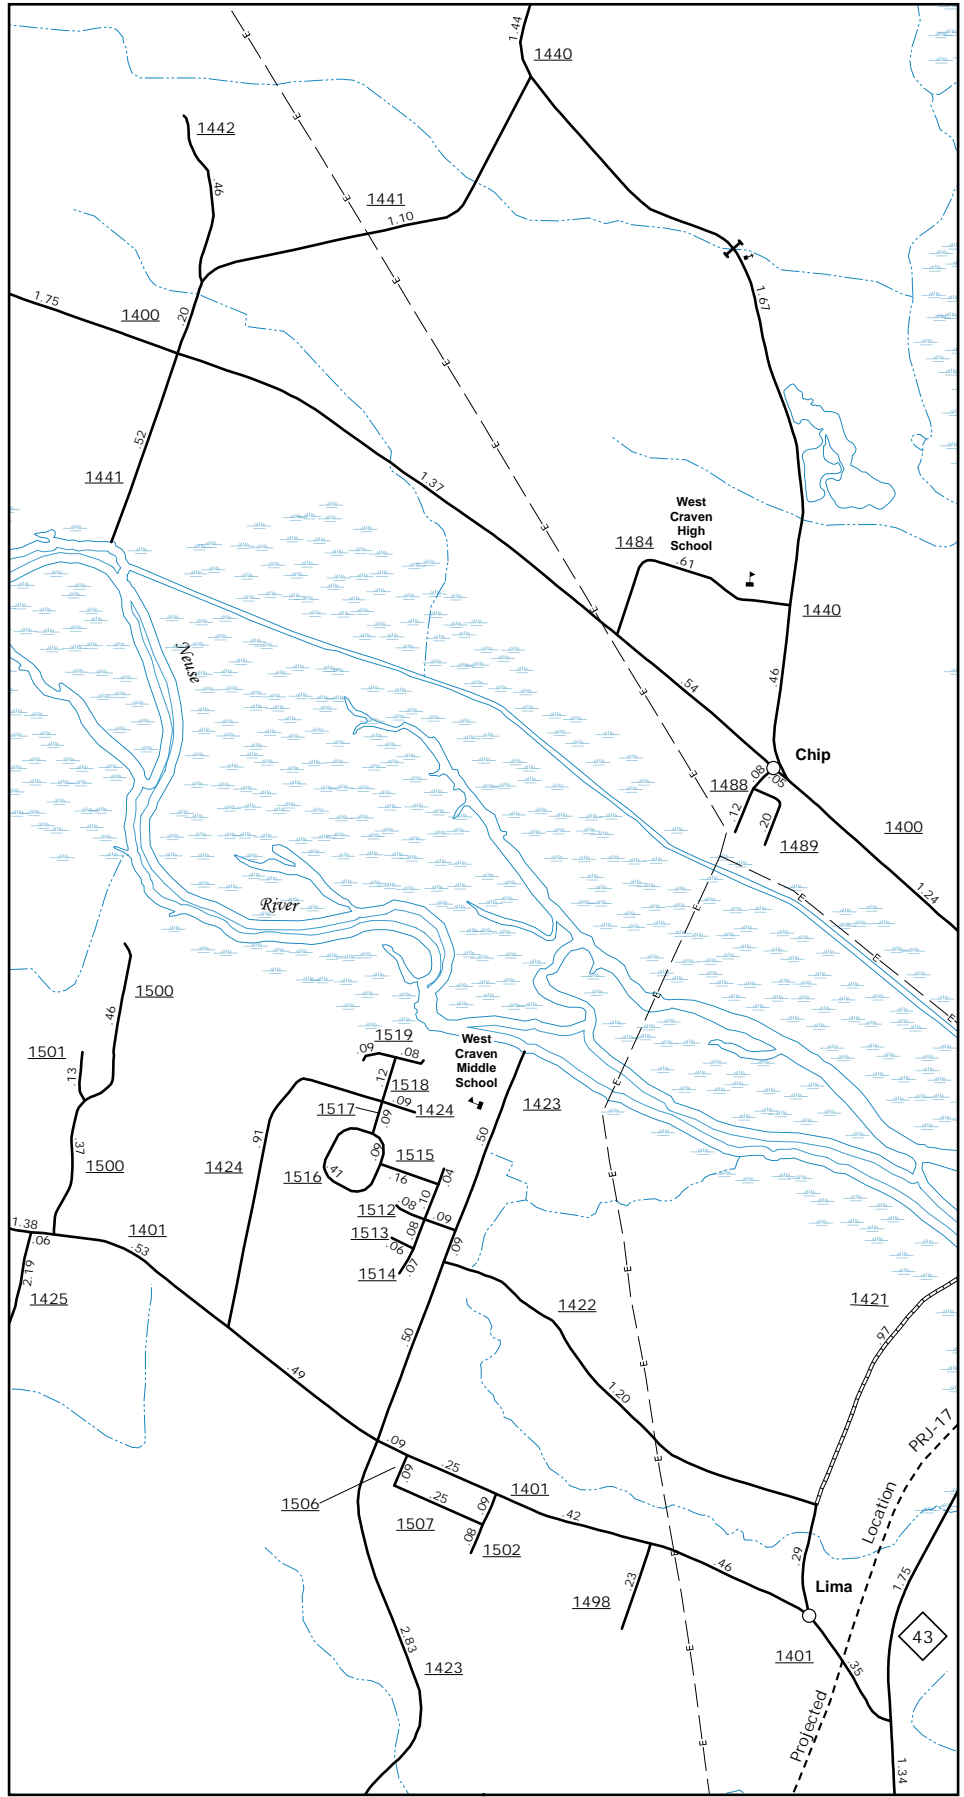 1.44
1440
E
1442
E
.46
1441
1.10
E
E
1.67
1.75
1400
.20
E
.52
1441
1.37
E
E
West
Craven
High
School
1484
.61
E
1440
Neuse
.54
.46
E
Chip
.08
.05
1488
.12
.20
1489
1400
1.24
River
E
E
E
1500
.46
E
E
1501
.13
1519
.09
.08
West
Craven
Middle
School
.12
1518
.09
1424
1517
.09
E
1423
.37
.91
.50
1500
1424
.09
1515
.41
1516
.16
.04
E
.10
1512
.08
.09
1513
.08
.06
.09
1514
.07
1.38
.06
1401
.53
2.19
1425
E
1422
1421
.97
.50
.49
E
1.20
PRJ-17
.09
.25
.09
E
1506
.25
1401
.09
1507
.08
1502
.42
Location
E
.46
.29
.23
1498
Lima
1.75
43
2.83
1423
E
1401
.35
Projected
E
1.34